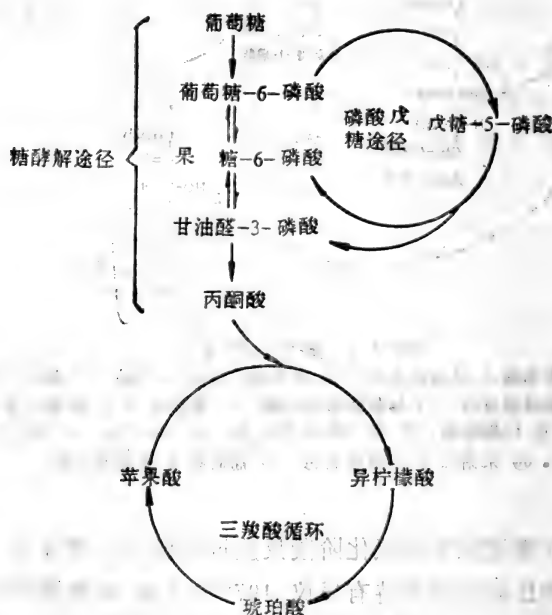 葡萄糖
葡萄糖-6-磷酸
磷酸戊
糖途径
戊糖-5-磷酸
糖酵解途径
果 糖-6-磷酸
甘油醛-3-磷酸
丙酮酸
苹果酸
异柠檬酸
三羧酸循环
琥珀酸